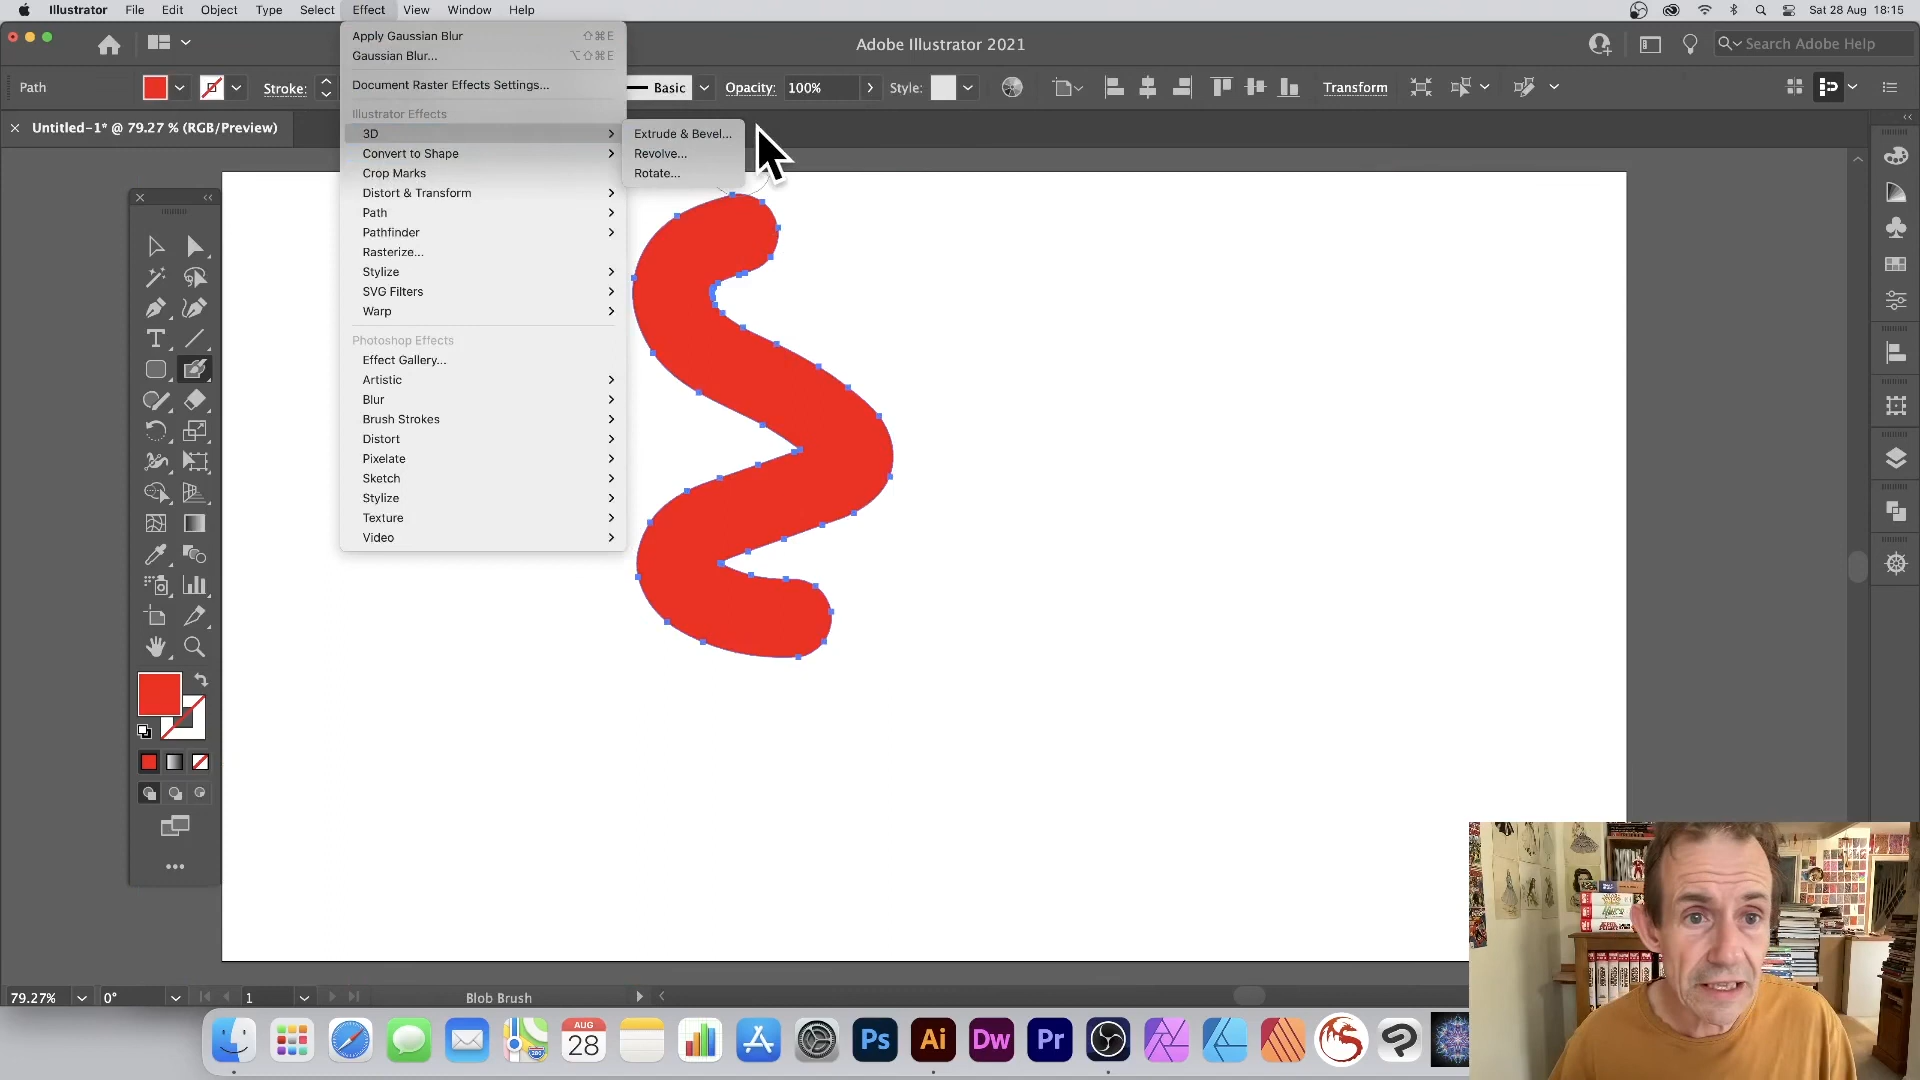 Illustrator File Edit Object Type Select Effect View Window Help Sat 28 Aug 18:15
Adobe Illustrator 2021
Search Adobe Help
Path
Stroke:
Basic
Opacity: 100%
Style:
Transform
Untitled-1* @ 79.27 % (RGB/Preview)
Apply Gaussian Blur ⇧⌘E
Gaussian Blur... ⌥⇧⌘E
Document Raster Effects Settings...
Illustrator Effects
3D
Convert to Shape
Crop Marks
Distort & Transform
Path
Pathfinder
Rasterize...
Stylize
SVG Filters
Warp
Photoshop Effects
Effect Gallery...
Artistic
Blur
Brush Strokes
Distort
Pixelate
Sketch
Stylize
Texture
Video
Extrude & Bevel...
Revolve...
Rotate...
79.27% 0° 1 Blob Brush
AUG
28
280
Ps
Ai
Dw
Pr